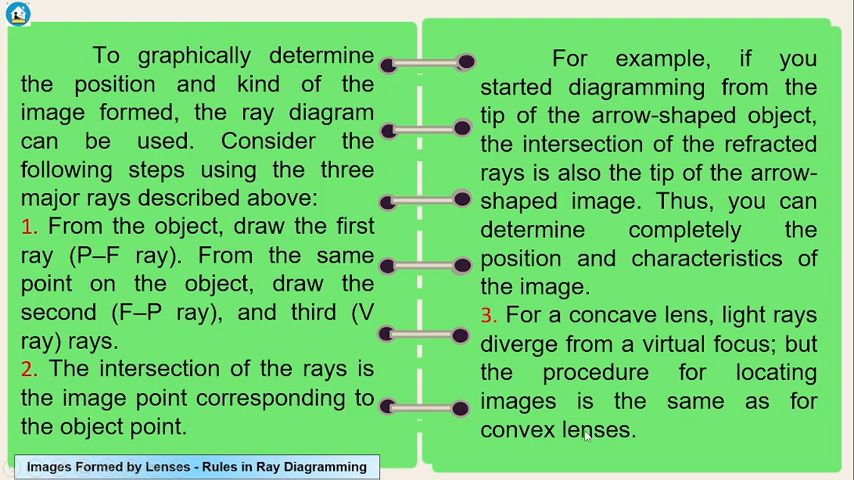 To graphically determine
the position and kind of the
image formed, the ray diagram
can be used. Consider the
following steps using the three
major rays described above:
1. From the object, draw the first
ray (P–F ray). From the same
point on the object, draw the
second (F–P ray), and third (V
ray) rays.
2. The intersection of the rays is
the image point corresponding to
the object point.
For example, if you
started diagramming from the
tip of the arrow-shaped object,
the intersection of the refracted
rays is also the tip of the arrow-
shaped image. Thus, you can
determine completely the
position and characteristics of
the image.
3. For a concave lens, light rays
diverge from a virtual focus; but
the procedure for locating
images is the same as for
convex lenses.
Images Formed by Lenses - Rules in Ray Diagramming